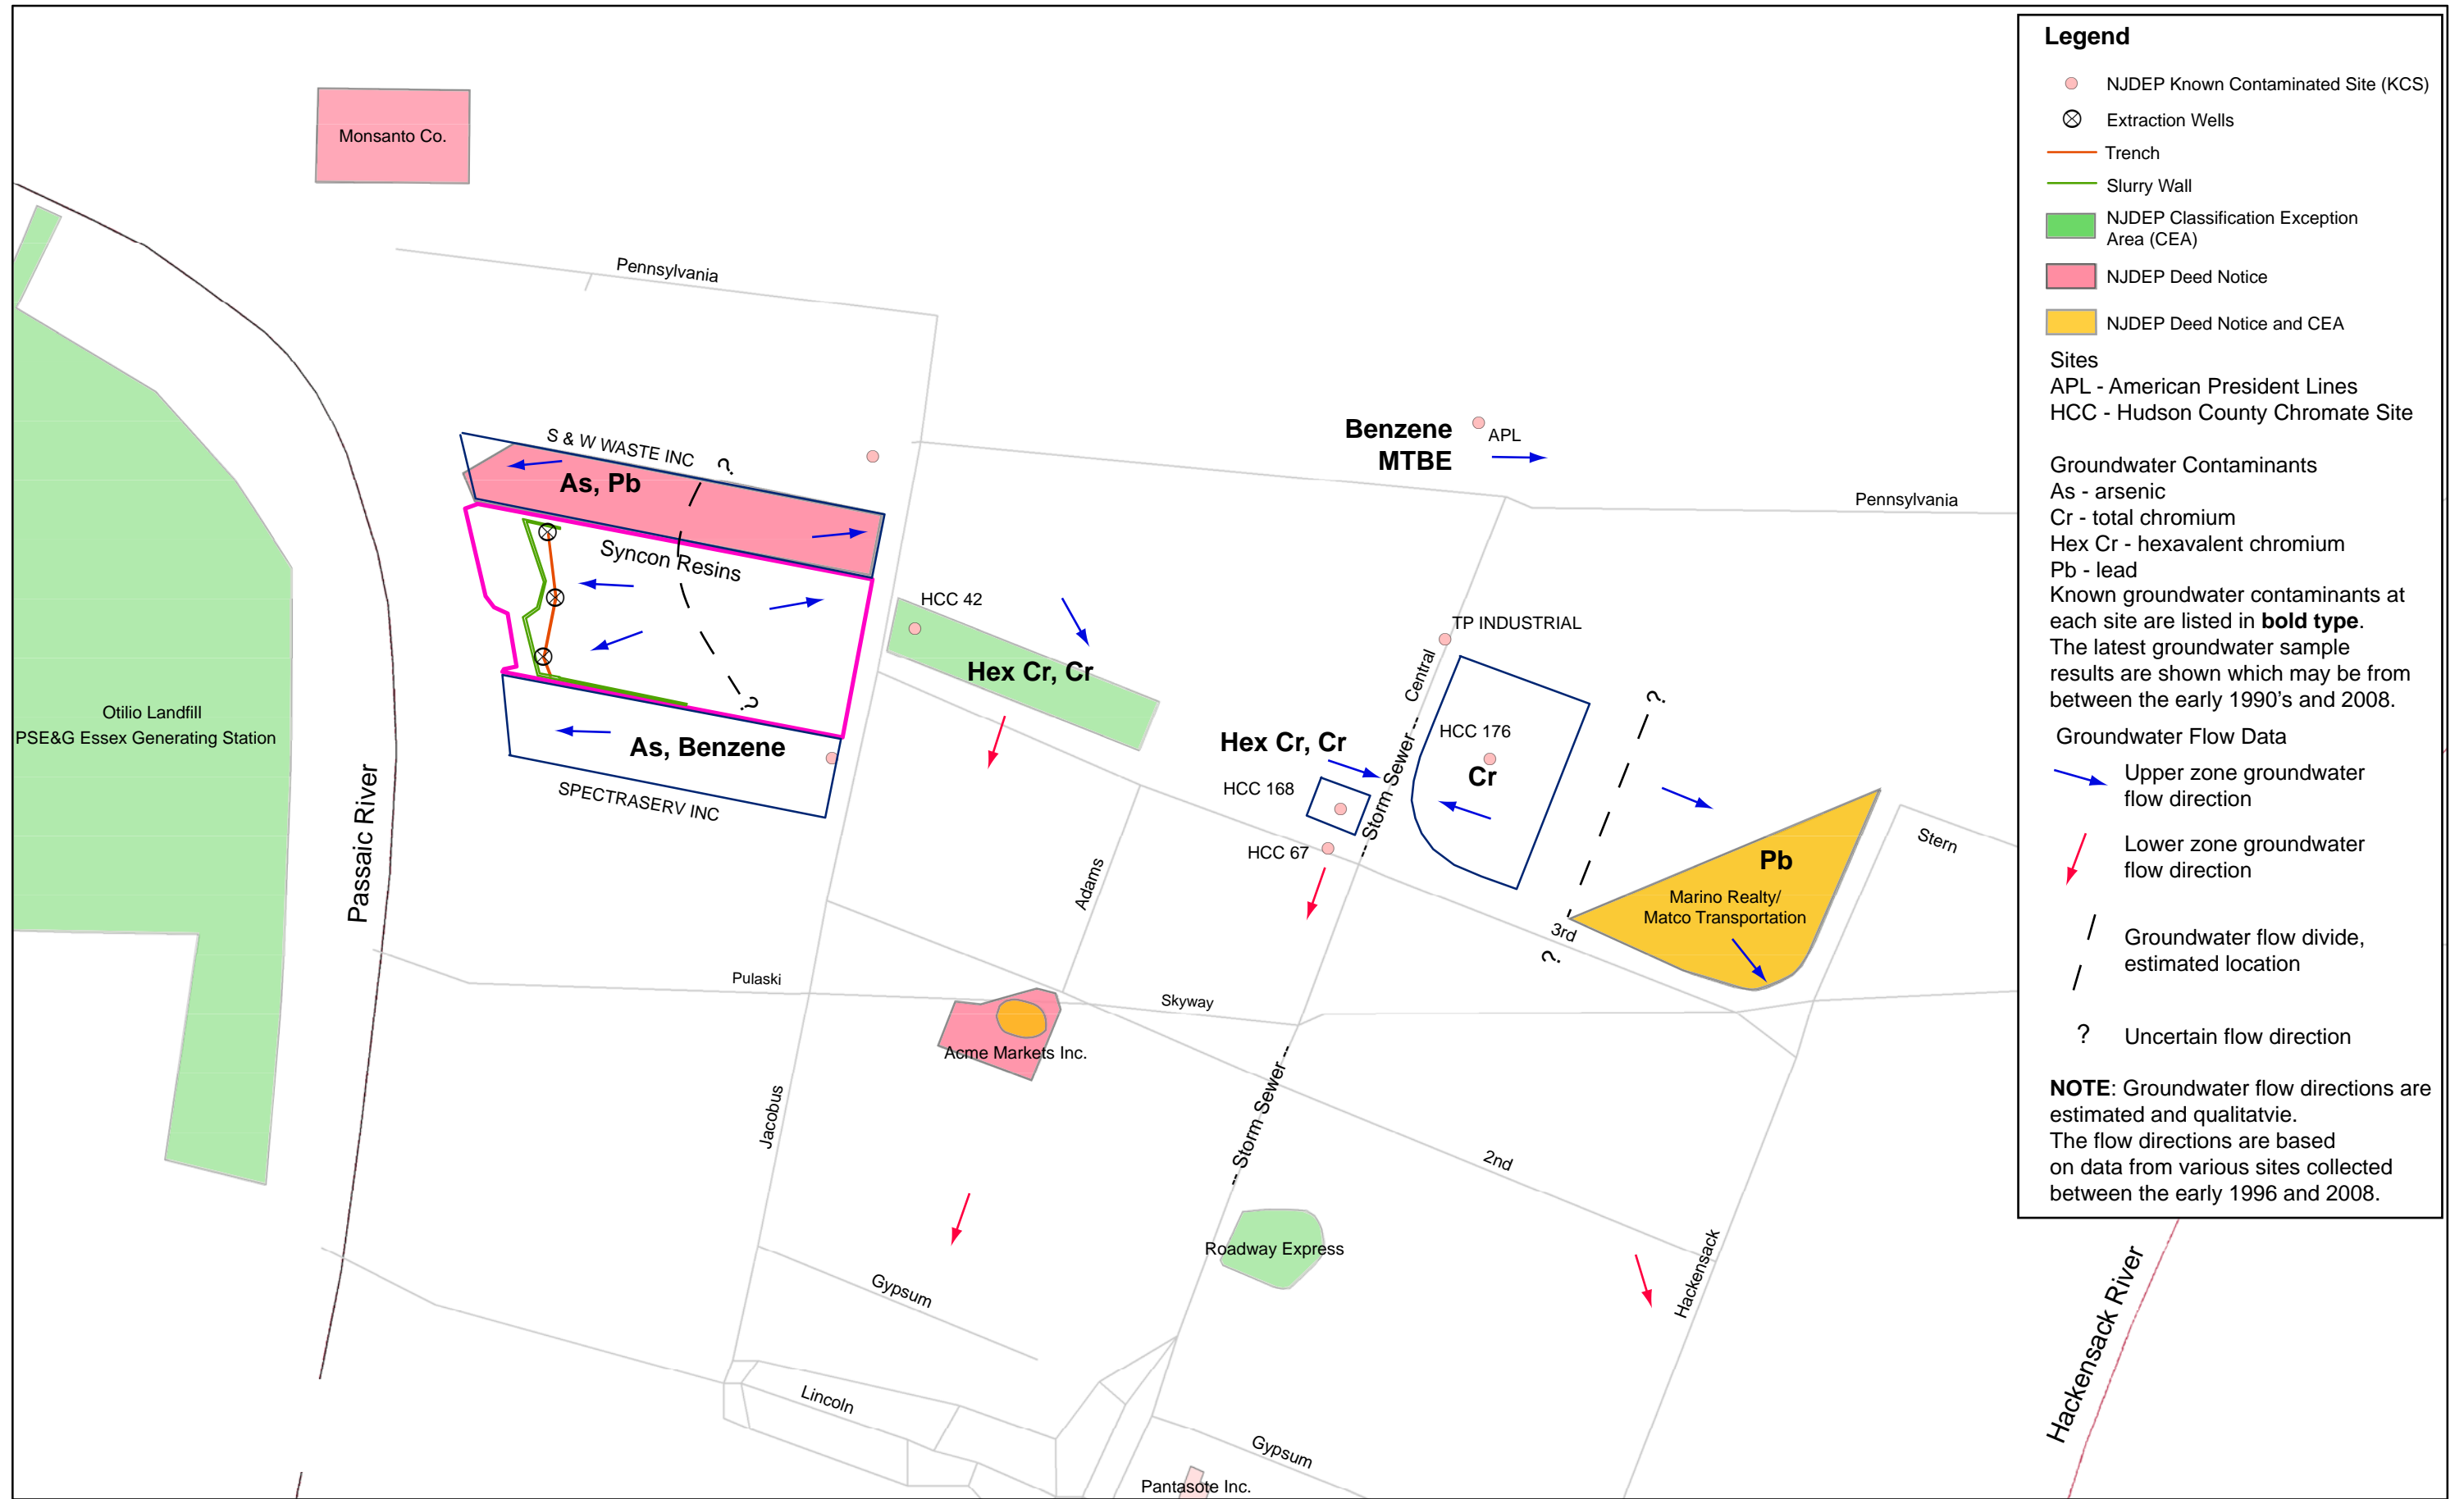 Monsanto Co.
Pennsylvania
S & W WASTE INC
?
As, Pb
Syncon Resins
?
As, Benzene
SPECTRASERV INC
Otilio Landfill
PSE&G Essex Generating Station
Passaic River
HCC 42
Hex Cr, Cr
Benzene
MTBE
APL
Pennsylvania
TP INDUSTRIAL
Central
Storm Sewer
HCC 176
Cr
Hex Cr, Cr
HCC 168
HCC 67
?
Pb
Marino Realty/
Matco Transportation
3rd
?
Stern
Adams
Pulaski
Skyway
Acme Markets Inc.
Jacobus
Storm Sewer
2nd
Roadway Express
Hackensack
Gypsum
Lincoln
Gypsum
Pantasote Inc.
Hackensack River
Legend
NJDEP Known Contaminated Site (KCS)
Extraction Wells
Trench
Slurry Wall
NJDEP Classification Exception
Area (CEA)
NJDEP Deed Notice
NJDEP Deed Notice and CEA
Sites
APL - American President Lines
HCC - Hudson County Chromate Site
Groundwater Contaminants
As - arsenic
Cr - total chromium
Hex Cr - hexavalent chromium
Pb - lead
Known groundwater contaminants at
each site are listed in bold type.
The latest groundwater sample
results are shown which may be from
between the early 1990's and 2008.
Groundwater Flow Data
Upper zone groundwater
flow direction
Lower zone groundwater
flow direction
Groundwater flow divide,
estimated location
? Uncertain flow direction
NOTE: Groundwater flow directions are
estimated and qualitatvie.
The flow directions are based
on data from various sites collected
between the early 1996 and 2008.